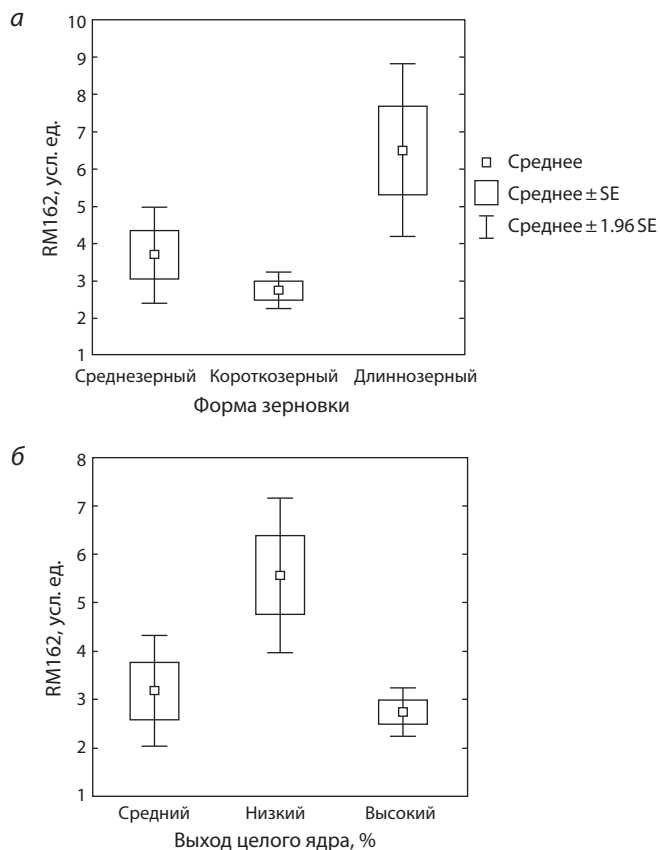 а
10
9
8
7
6
5
4
3
2
1
RM162, усл. ед.
Среднезерный Короткозерный Длиннозерный
Форма зерновки
Среднее
Среднее ± SE
Среднее ± 1.96 SE
б
8
7
6
5
4
3
2
1
RM162, усл. ед.
Средний Низкий Высокий
Выход целого ядра, %